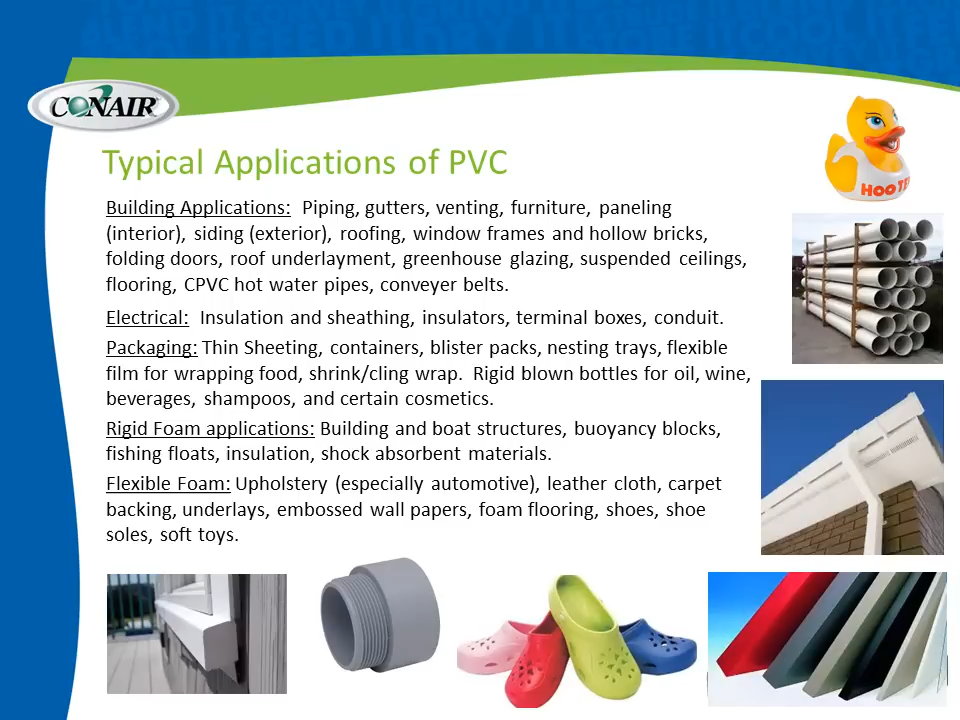 CONAIR
Typical Applications of PVC
Building Applications:  Piping, gutters, venting, furniture, paneling
(interior), siding (exterior), roofing, window frames and hollow bricks,
folding doors, roof underlayment, greenhouse glazing, suspended ceilings,
flooring, CPVC hot water pipes, conveyer belts.
Electrical:  Insulation and sheathing, insulators, terminal boxes, conduit.
Packaging: Thin Sheeting, containers, blister packs, nesting trays, flexible
film for wrapping food, shrink/cling wrap.  Rigid blown bottles for oil, wine,
beverages, shampoos, and certain cosmetics.
Rigid Foam applications: Building and boat structures, buoyancy blocks,
fishing floats, insulation, shock absorbent materials.
Flexible Foam: Upholstery (especially automotive), leather cloth, carpet
backing, underlays, embossed wall papers, foam flooring, shoes, shoe
soles, soft toys.
HOO